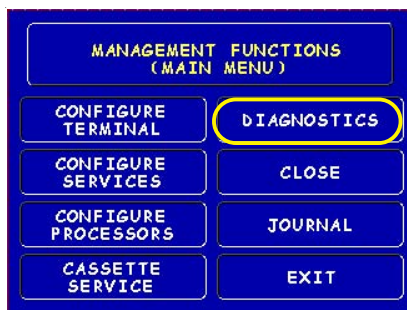 MANAGEMENT FUNCTIONS
(MAIN MENU)
CONFIGURE
TERMINAL
DIAGNOSTICS
CONFIGURE
SERVICES
CLOSE
CONFIGURE
PROCESSORS
JOURNAL
CASSETTE
SERVICE
EXIT